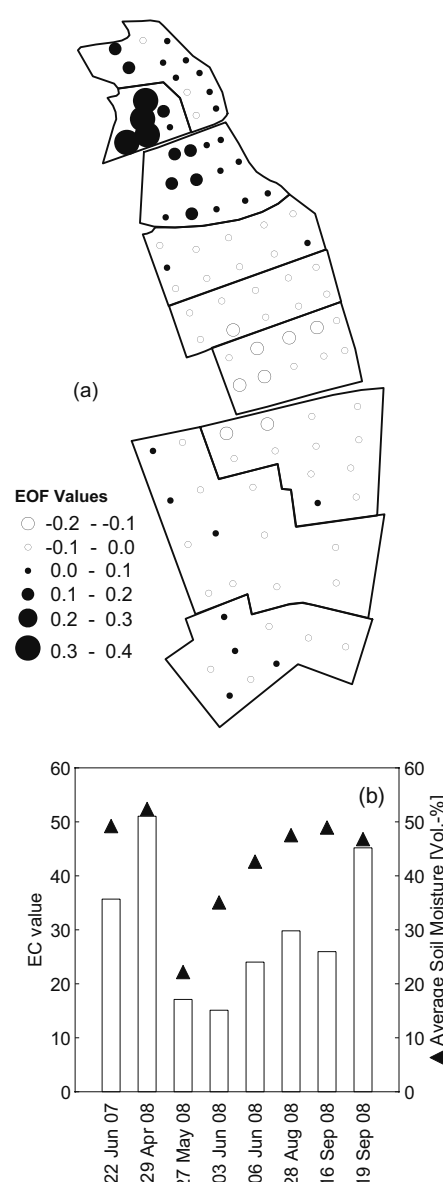 (a)
EOF Values
-0.2 - -0.1
-0.1 - 0.0
0.0 - 0.1
0.1 - 0.2
0.2 - 0.3
0.3 - 0.4
(b)
60 60
50 50
40 40
30 30
20 20
10 10
0 0
EC value
Average Soil Moisture [Vol.-%]
22 Jun 07
29 Apr 08
27 May 08
03 Jun 08
06 Jun 08
28 Aug 08
16 Sep 08
19 Sep 08